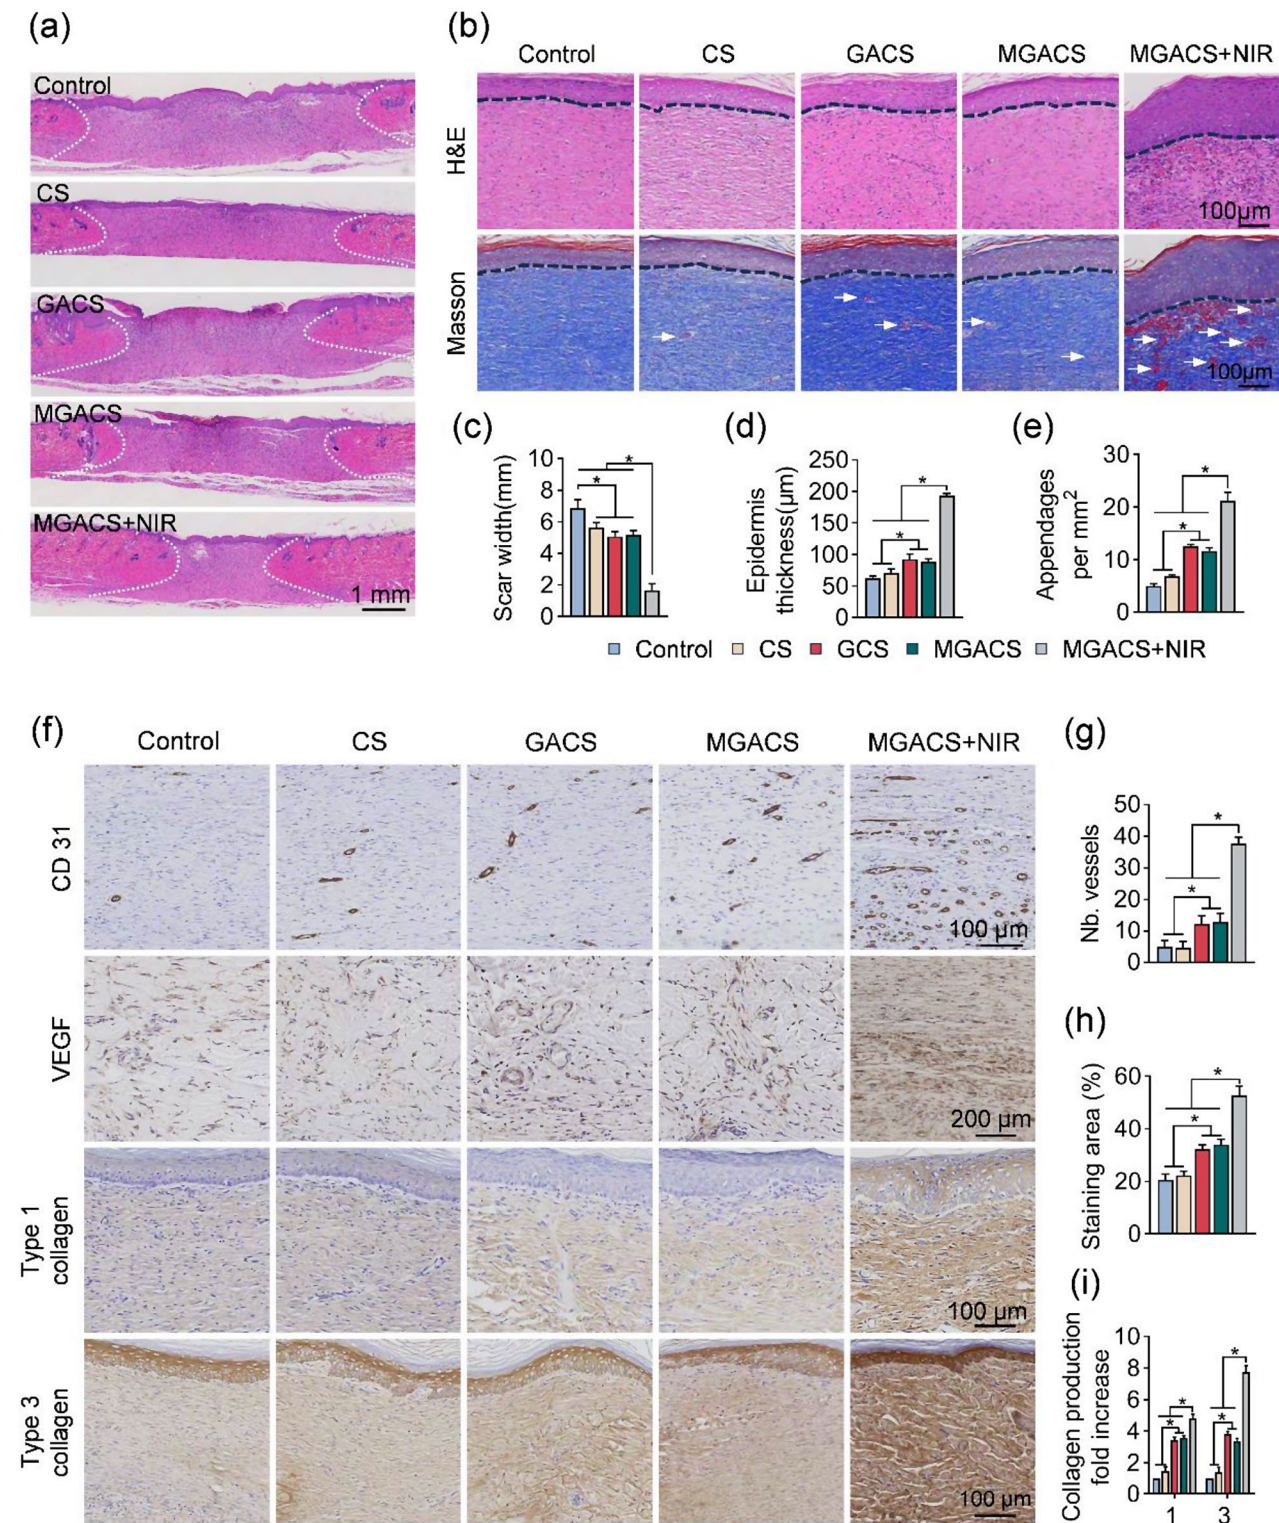 (a)
Control
CS
GACS
MGACS
MGACS+NIR
1 mm
(b)
Control CS GACS MGACS MGACS+NIR
H&E
100μm
Masson
100μm
(c)
Scar width(mm)
10
8
6
4
2
0
*
*
(d)
Epidermis
thickness(μm)
250
200
150
100
50
0
*
*
(e)
Appendages
per mm²
30
20
10
0
*
*
Control CS GCS MGACS MGACS+NIR
(f)
Control CS GACS MGACS MGACS+NIR
CD 31
100 μm
VEGF
200 μm
Type 1
collagen
100 μm
Type 3
collagen
100 μm
(g)
Nb. vessels
50
40
30
20
10
0
*
*
(h)
Staining area (%)
60
40
20
0
*
*
(i)
Collagen production
fold increase
10
8
6
4
2
0
*
*
*
*
1 3